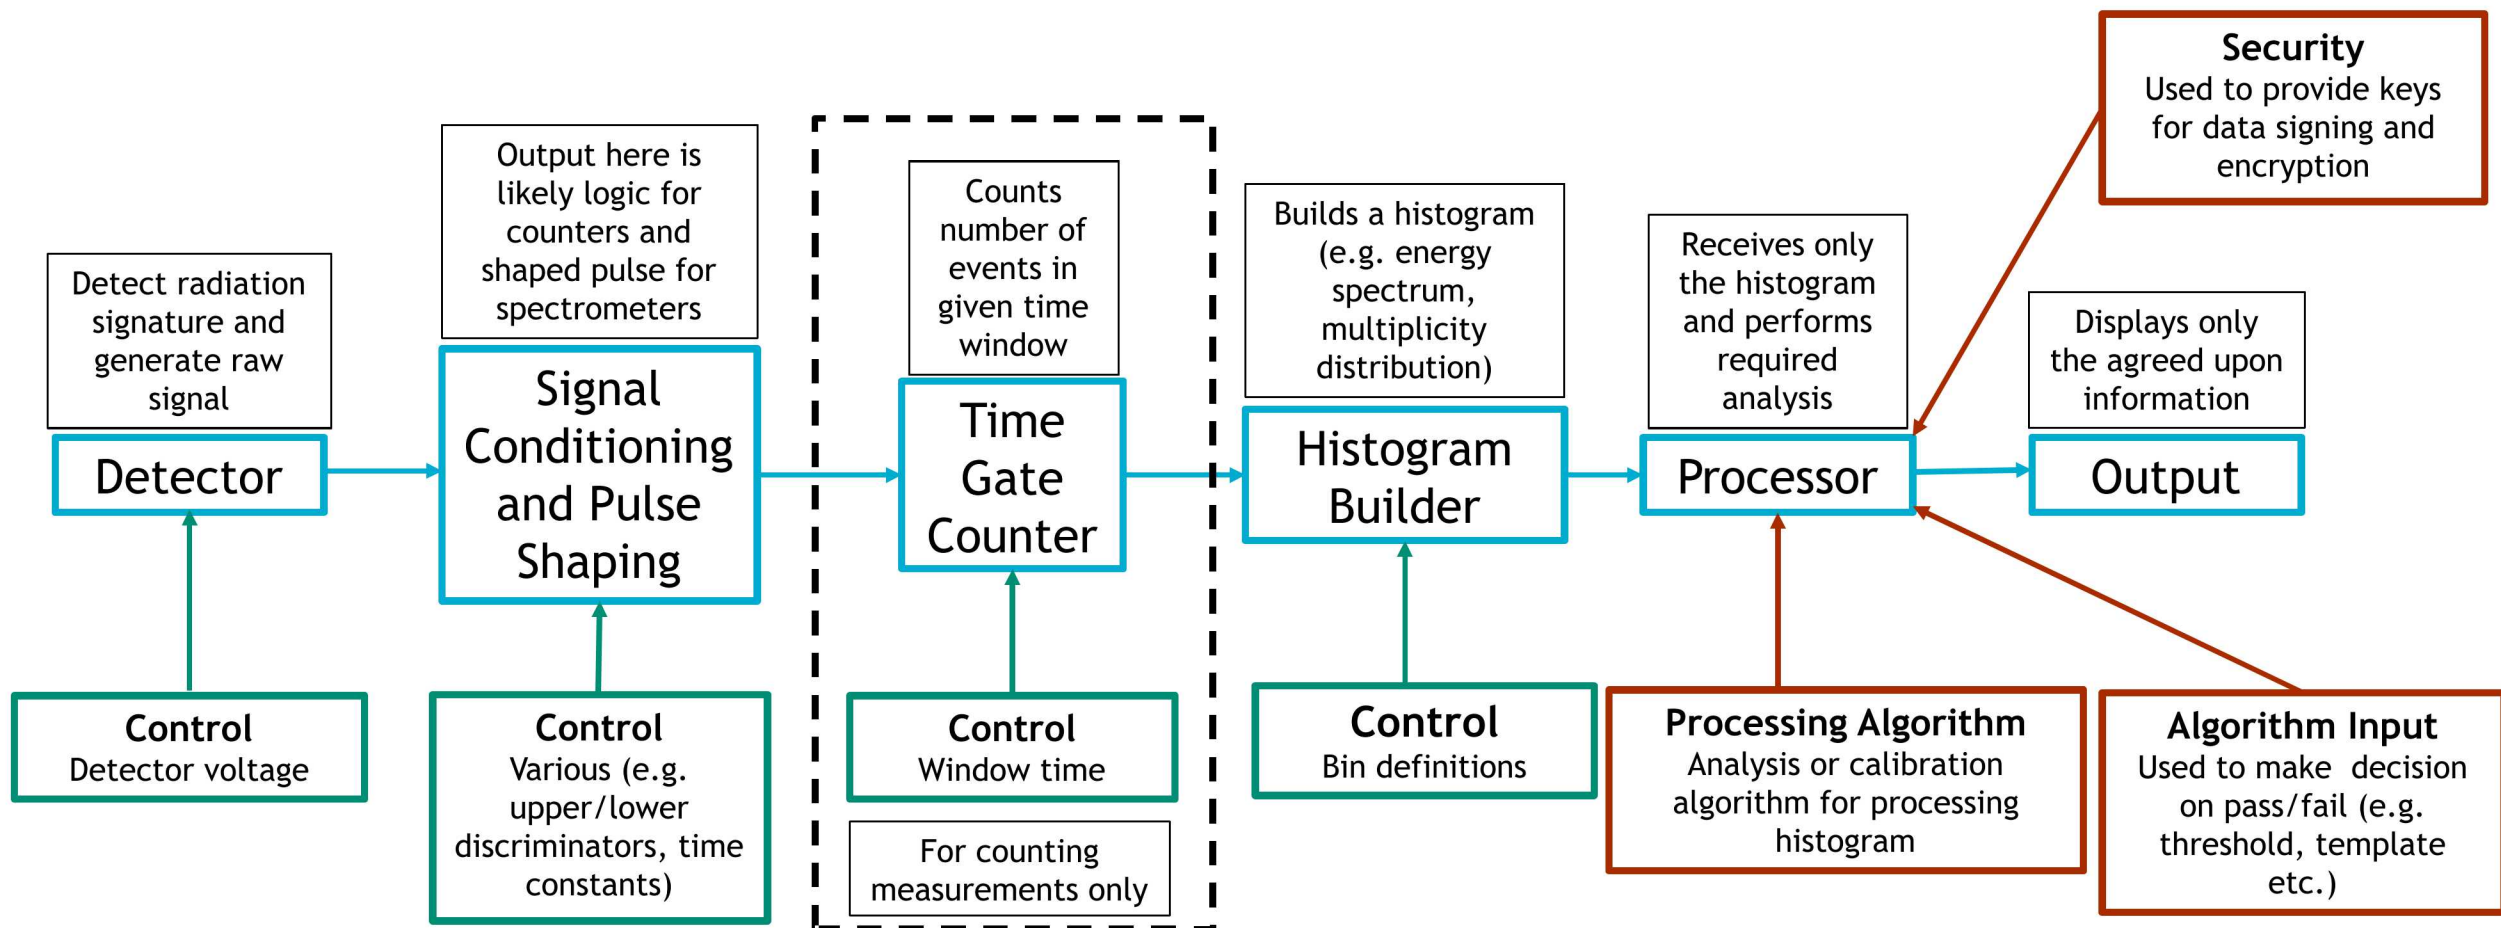 Security
Used to provide keys
for data signing and
encryption
Detect radiation
signature and
generate raw
signal
Detector
Control
Detector voltage
Output here is
likely logic for
counters and
shaped pulse for
spectrometers
Signal
Conditioning
and Pulse
Shaping
Control
Various (e.g.
upper/lower
discriminators, time
constants)
Counts
number of
events in
given time
window
Time
Gate
Counter
Control
Window time
For counting
measurements only
Builds a histogram
(e.g. energy
spectrum,
multiplicity
distribution)
Histogram
Builder
Control
Bin definitions
Receives only
the histogram
and performs
required
analysis
Processor
Processing Algorithm
Analysis or calibration
algorithm for processing
histogram
Displays only
the agreed upon
information
Output
Algorithm Input
Used to make  decision
on pass/fail (e.g.
threshold, template
etc.)